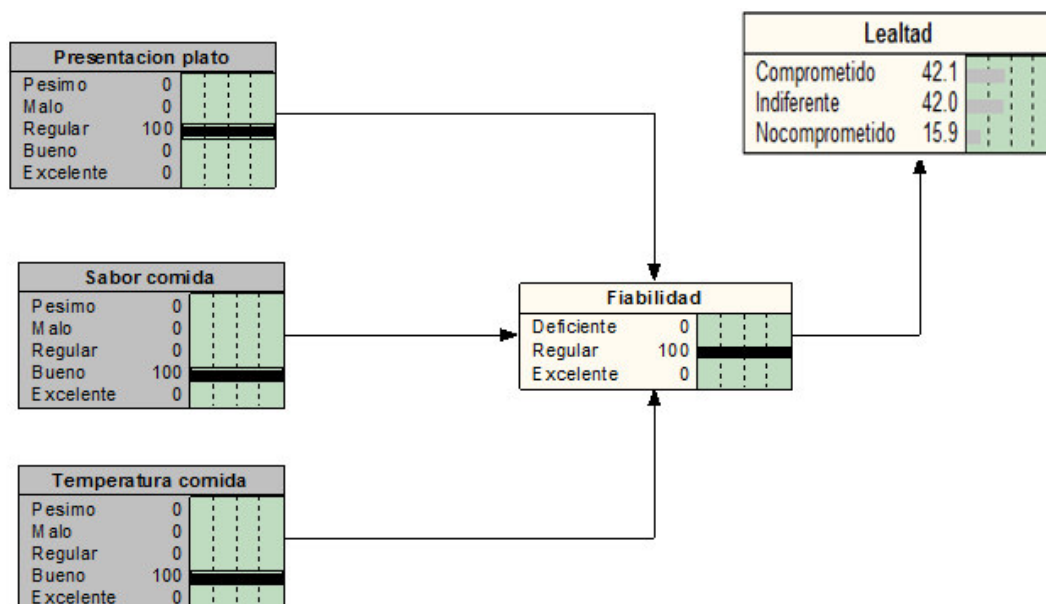 Presentacion plato
Pesimo 0
Malo 0
Regular 100
Bueno 0
Excelente 0
Lealtad
Comprometido 42.1
Indiferente 42.0
Nocomprometido 15.9
Sabor comida
Pesimo 0
Malo 0
Regular 0
Bueno 100
Excelente 0
Fiabilidad
Deficiente 0
Regular 100
Excelente 0
Temperatura comida
Pesimo 0
Malo 0
Regular 0
Bueno 100
Excelente 0